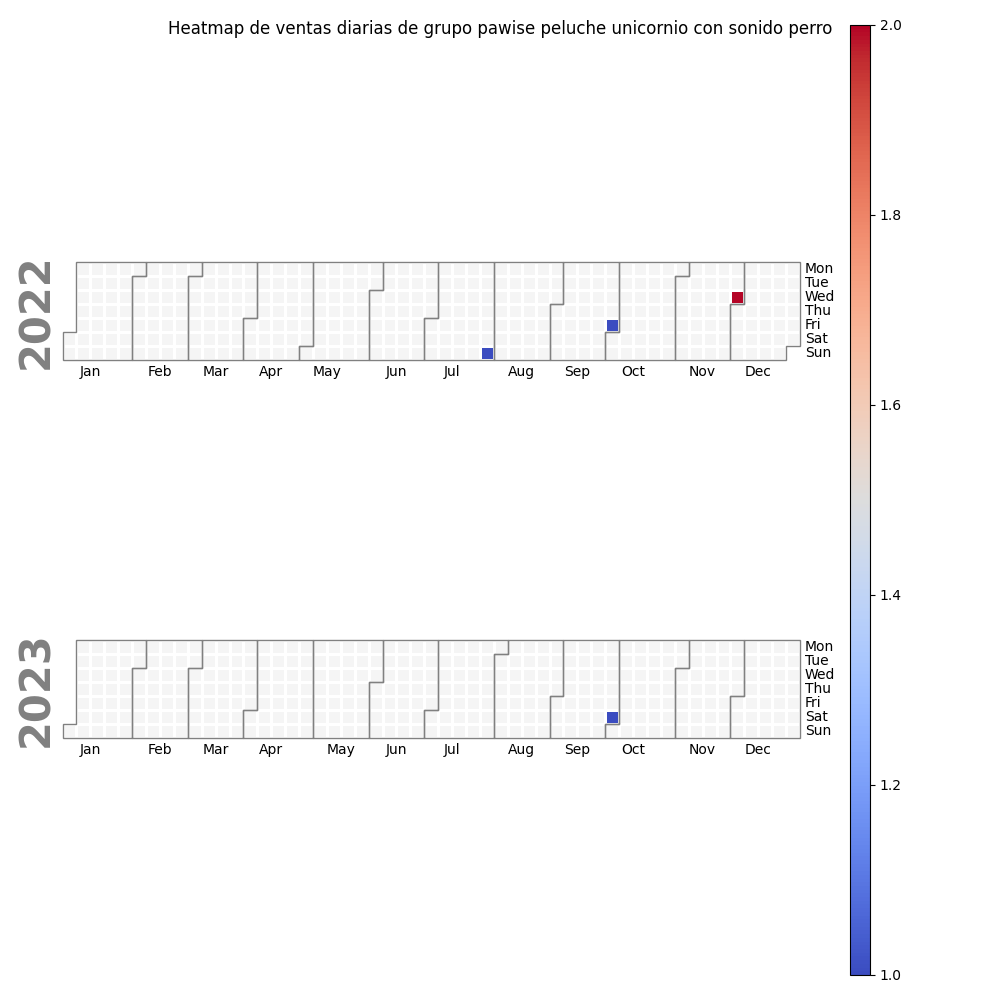 Heatmap de ventas diarias de grupo pawise peluche unicornio con sonido perro
2.0
1.8
1.6
1.4
1.2
1.0
2022
Mon
Tue
Wed
Thu
Fri
Sat
Sun
Jan Feb Mar Apr May Jun Jul Aug Sep Oct Nov Dec
2023
Mon
Tue
Wed
Thu
Fri
Sat
Sun
Jan Feb Mar Apr May Jun Jul Aug Sep Oct Nov Dec